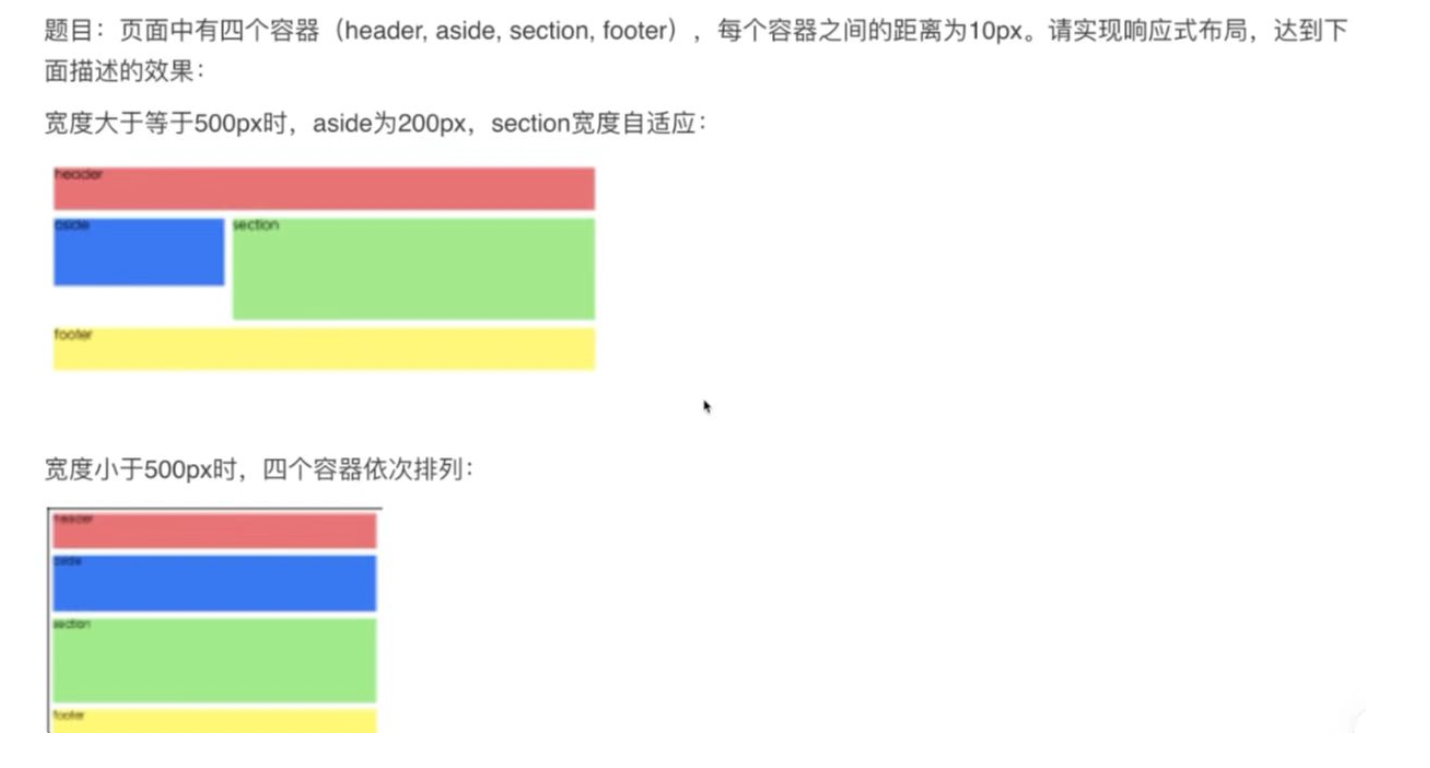 题目：页面中有四个容器（header, aside, section, footer），每个容器之间的距离为10px。请实现响应式布局，达到下
面描述的效果：
宽度大于等于500px时，aside为200px，section宽度自适应：
header
aside
section
footer
宽度小于500px时，四个容器依次排列：
header
aside
section
footer